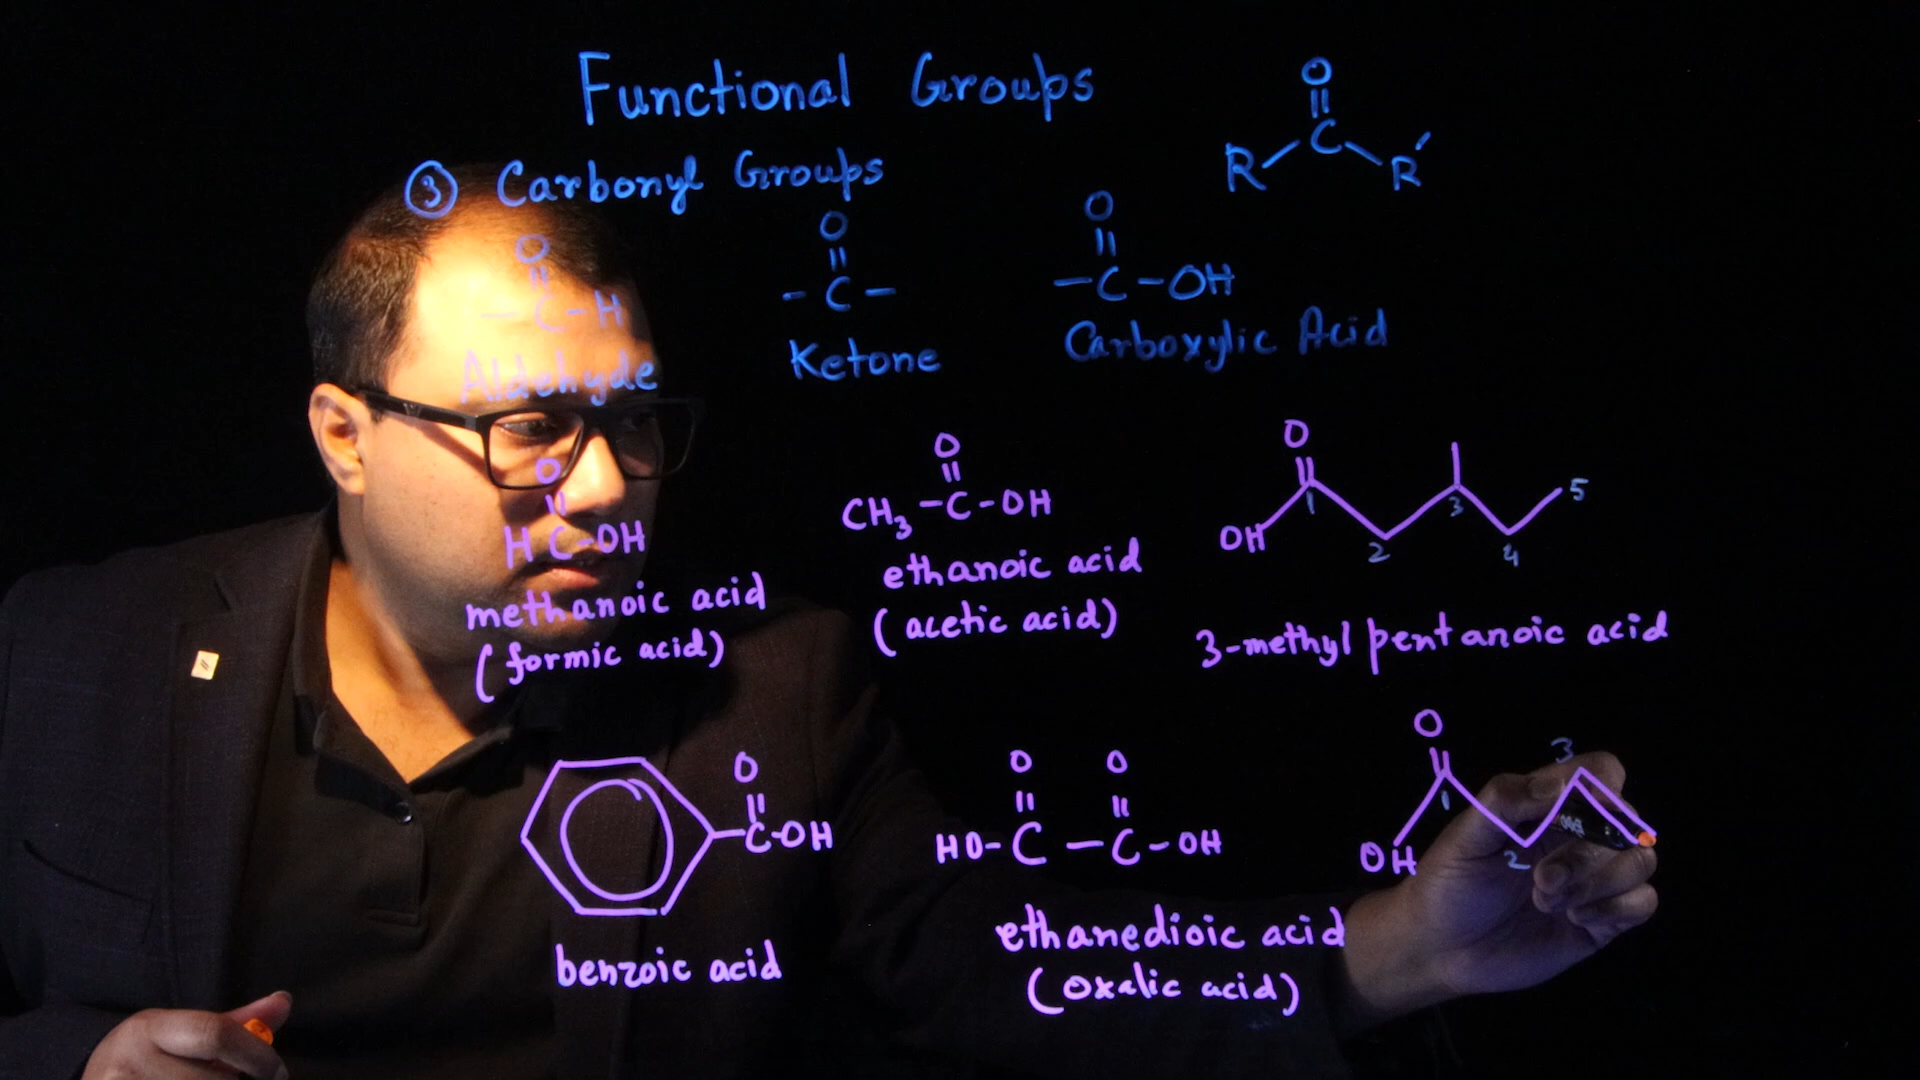 Functional Groups
③ Carbonyl Groups
O
R C R'
O
– C – H
Aldehyde
O
– C –
Ketone
O
– C – OH
Carboxylic Acid
O
H C – OH
methanoic acid
(formic acid)
O
CH3 – C – OH
ethanoic acid
(acetic acid)
O
OH 1 2 3 4 5
3-methyl pentanoic acid
O
C-OH
benzoic acid
O O
HO – C – C – OH
ethanedioic acid
(oxalic acid)
O
OH 1 2 3